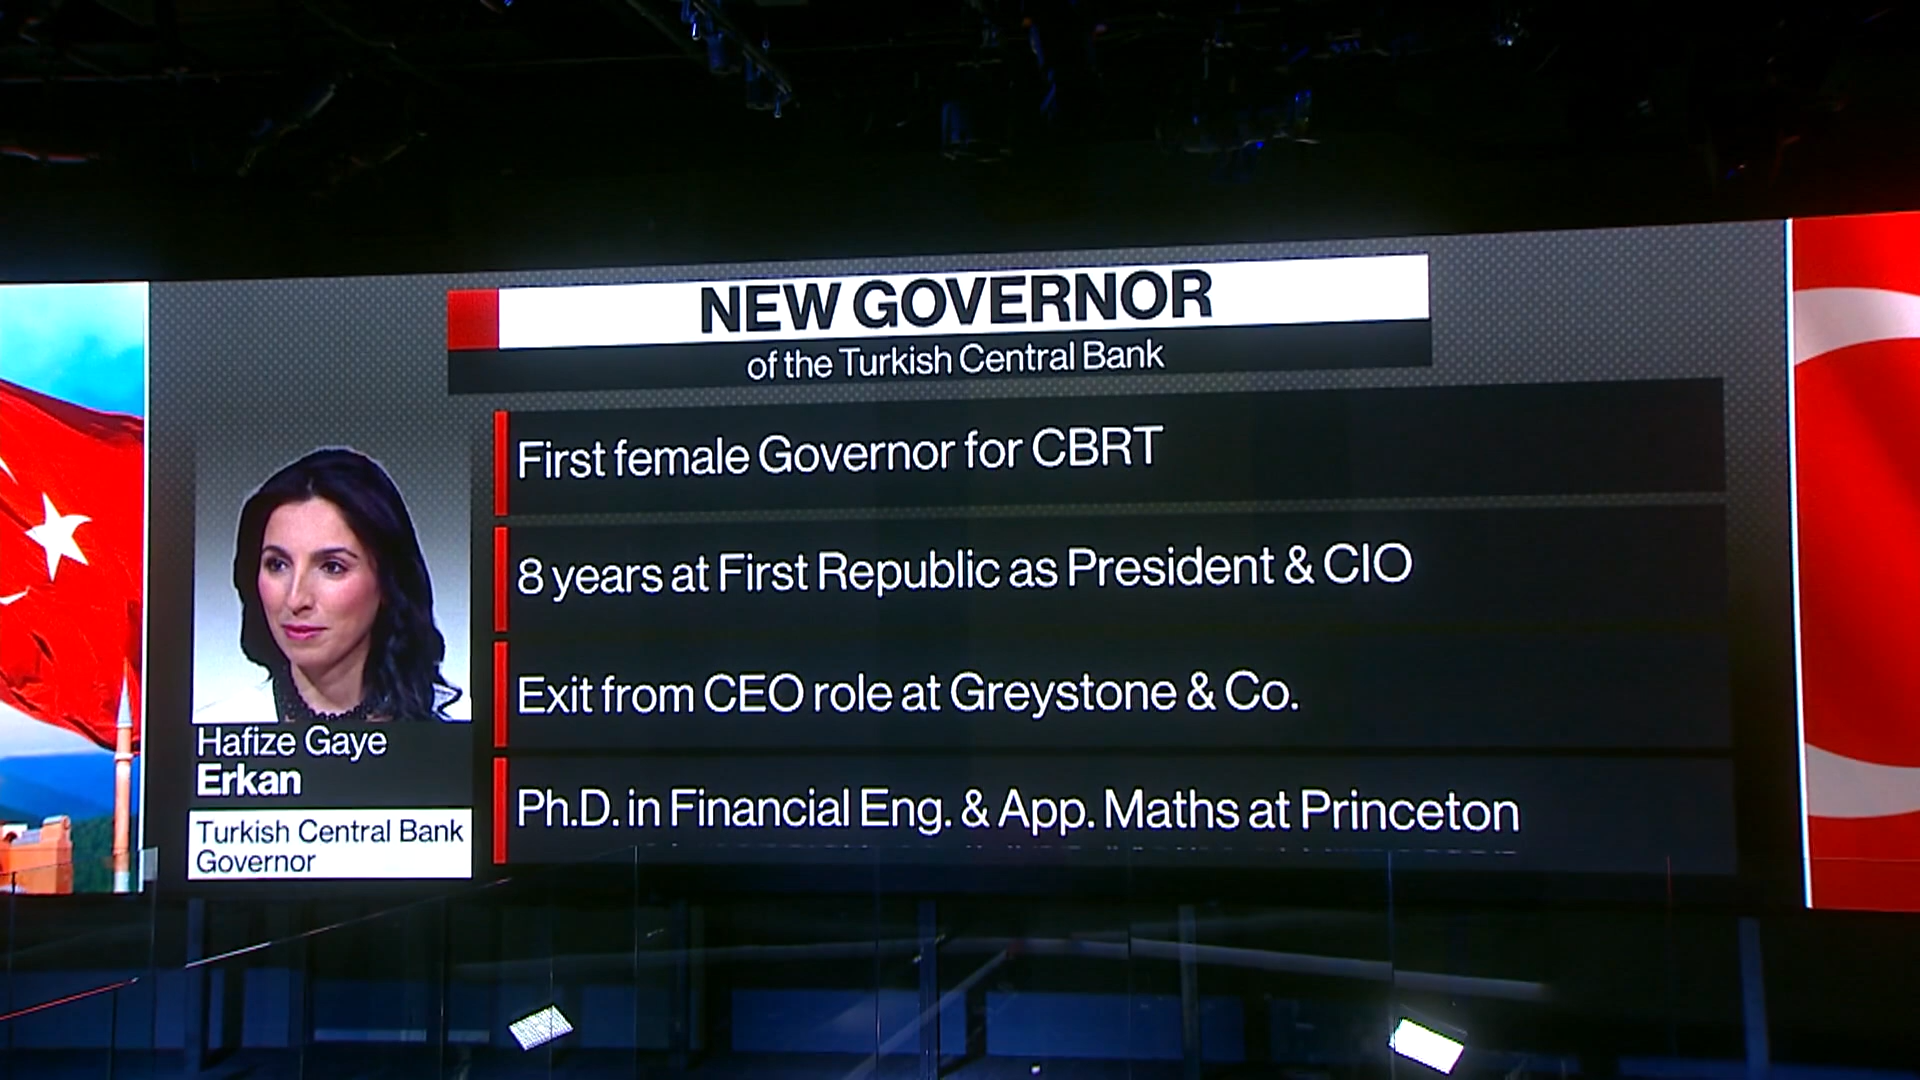 NEW GOVERNOR
of the Turkish Central Bank
First female Governor for CBRT
8 years at First Republic as President & CIO
Exit from CEO role at Greystone & Co.
Ph.D. in Financial Eng. & App. Maths at Princeton
Hafize Gaye
Erkan
Turkish Central Bank
Governor